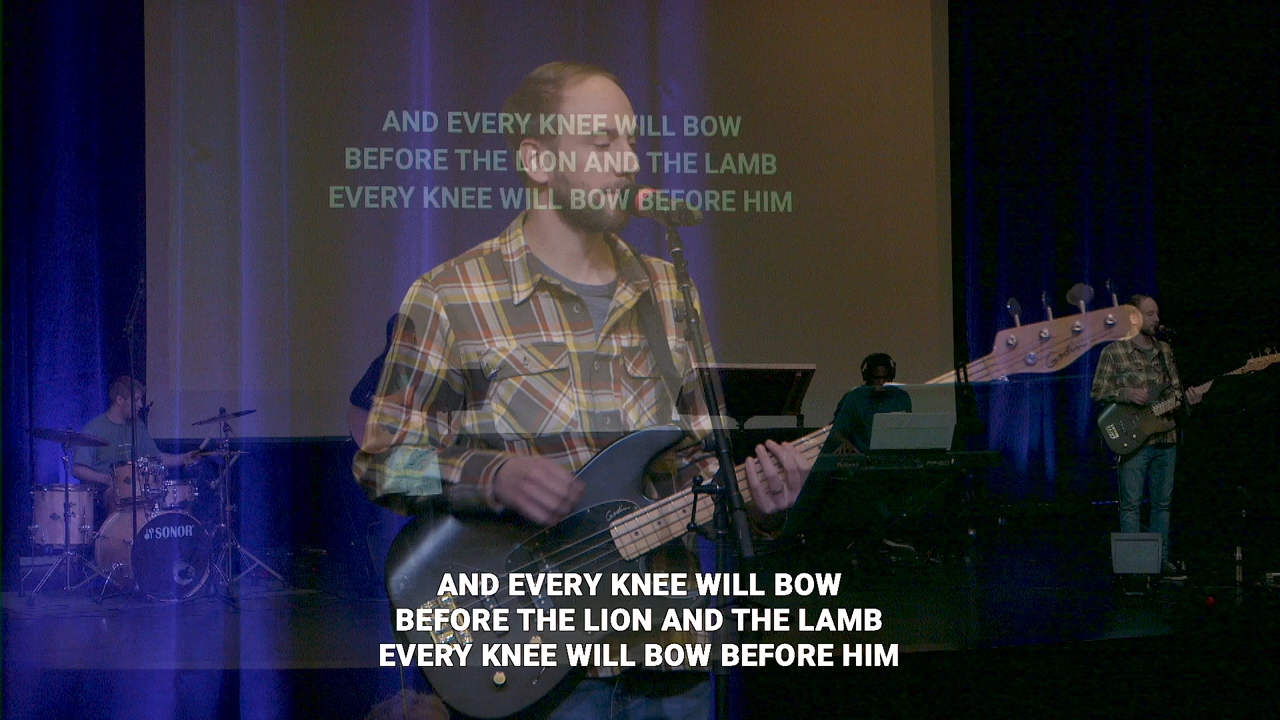 AND EVERY KNEE WILL BOW
BEFORE THE LION AND THE LAMB
EVERY KNEE WILL BOW BEFORE HIM
SONOR
AND EVERY KNEE WILL BOW
BEFORE THE LION AND THE LAMB
EVERY KNEE WILL BOW BEFORE HIM